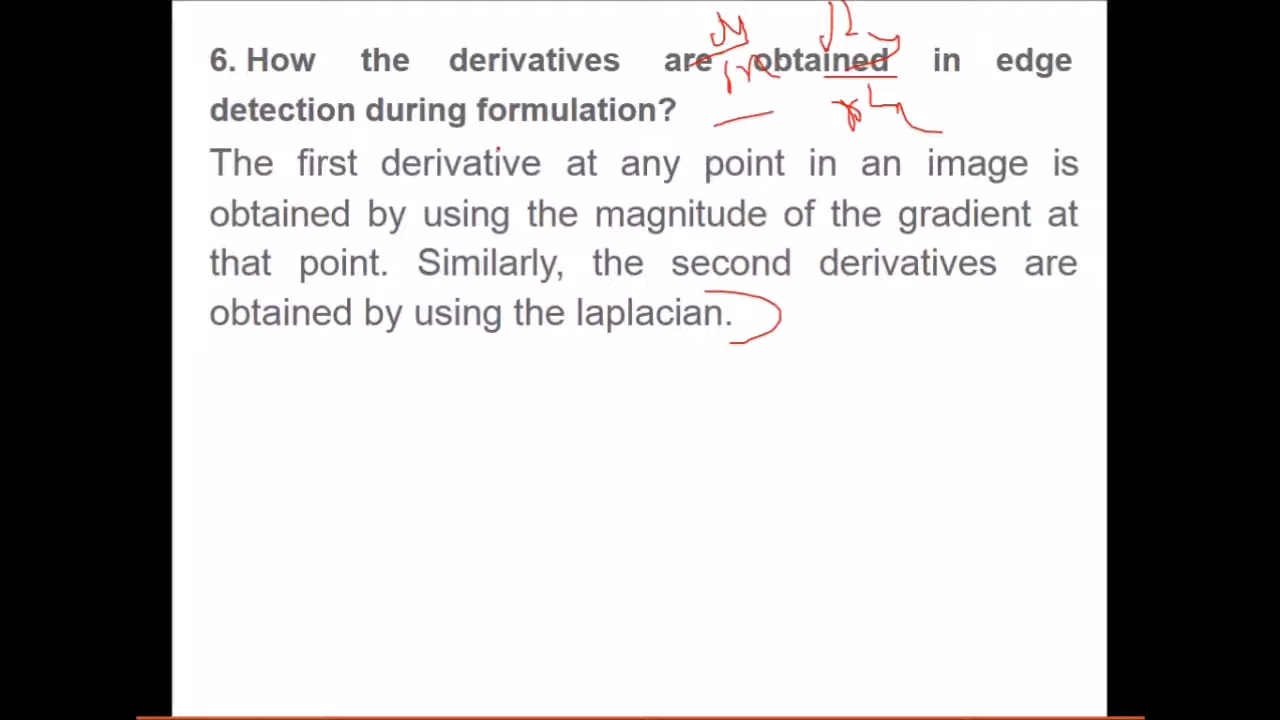 6. How the derivatives are obtained in edge
detection during formulation?
The first derivative at any point in an image is
obtained by using the magnitude of the gradient at
that point. Similarly, the second derivatives are
obtained by using the laplacian.